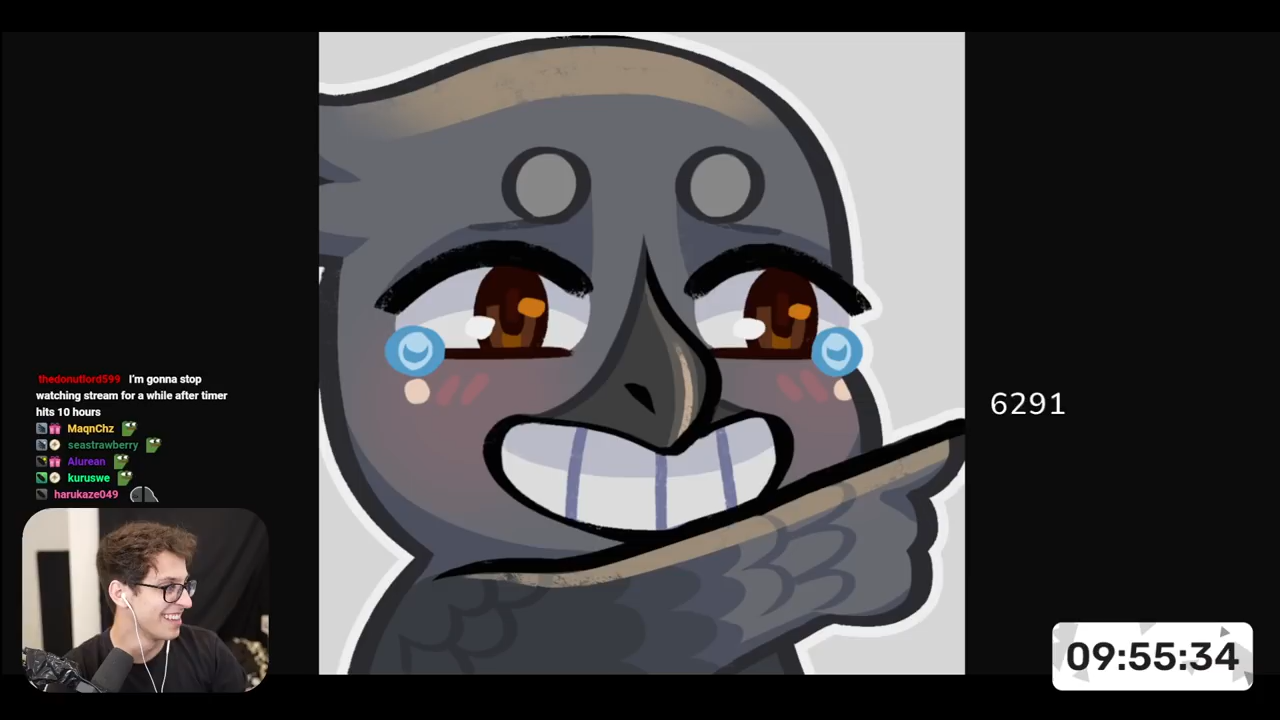 thedonutlord599 I'm gonna stop
watching stream for a while after timer
hits 10 hours
MaqnChz
seastrawberry
Alurean
kuruswe
harukaze049
6291
09:55:34